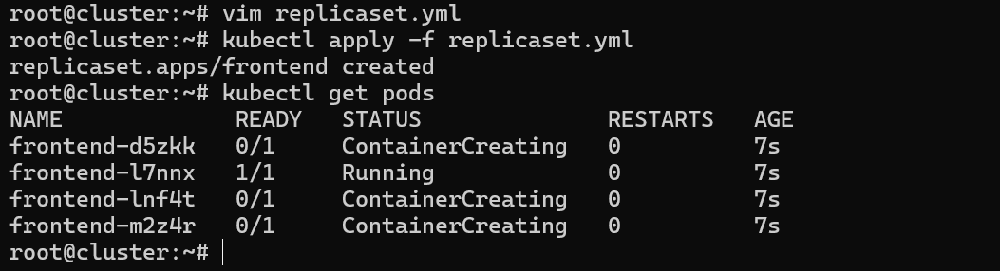 root@cluster:~# vim replicaset.yml
root@cluster:~# kubectl apply -f replicaset.yml
replicaset.apps/frontend created
root@cluster:~# kubectl get pods
NAME             READY   STATUS              RESTARTS   AGE
frontend-d5zkk   0/1     ContainerCreating   0          7s
frontend-l7nnx   1/1     Running             0          7s
frontend-lnf4t   0/1     ContainerCreating   0          7s
frontend-m2z4r   0/1     ContainerCreating   0          7s
root@cluster:~#